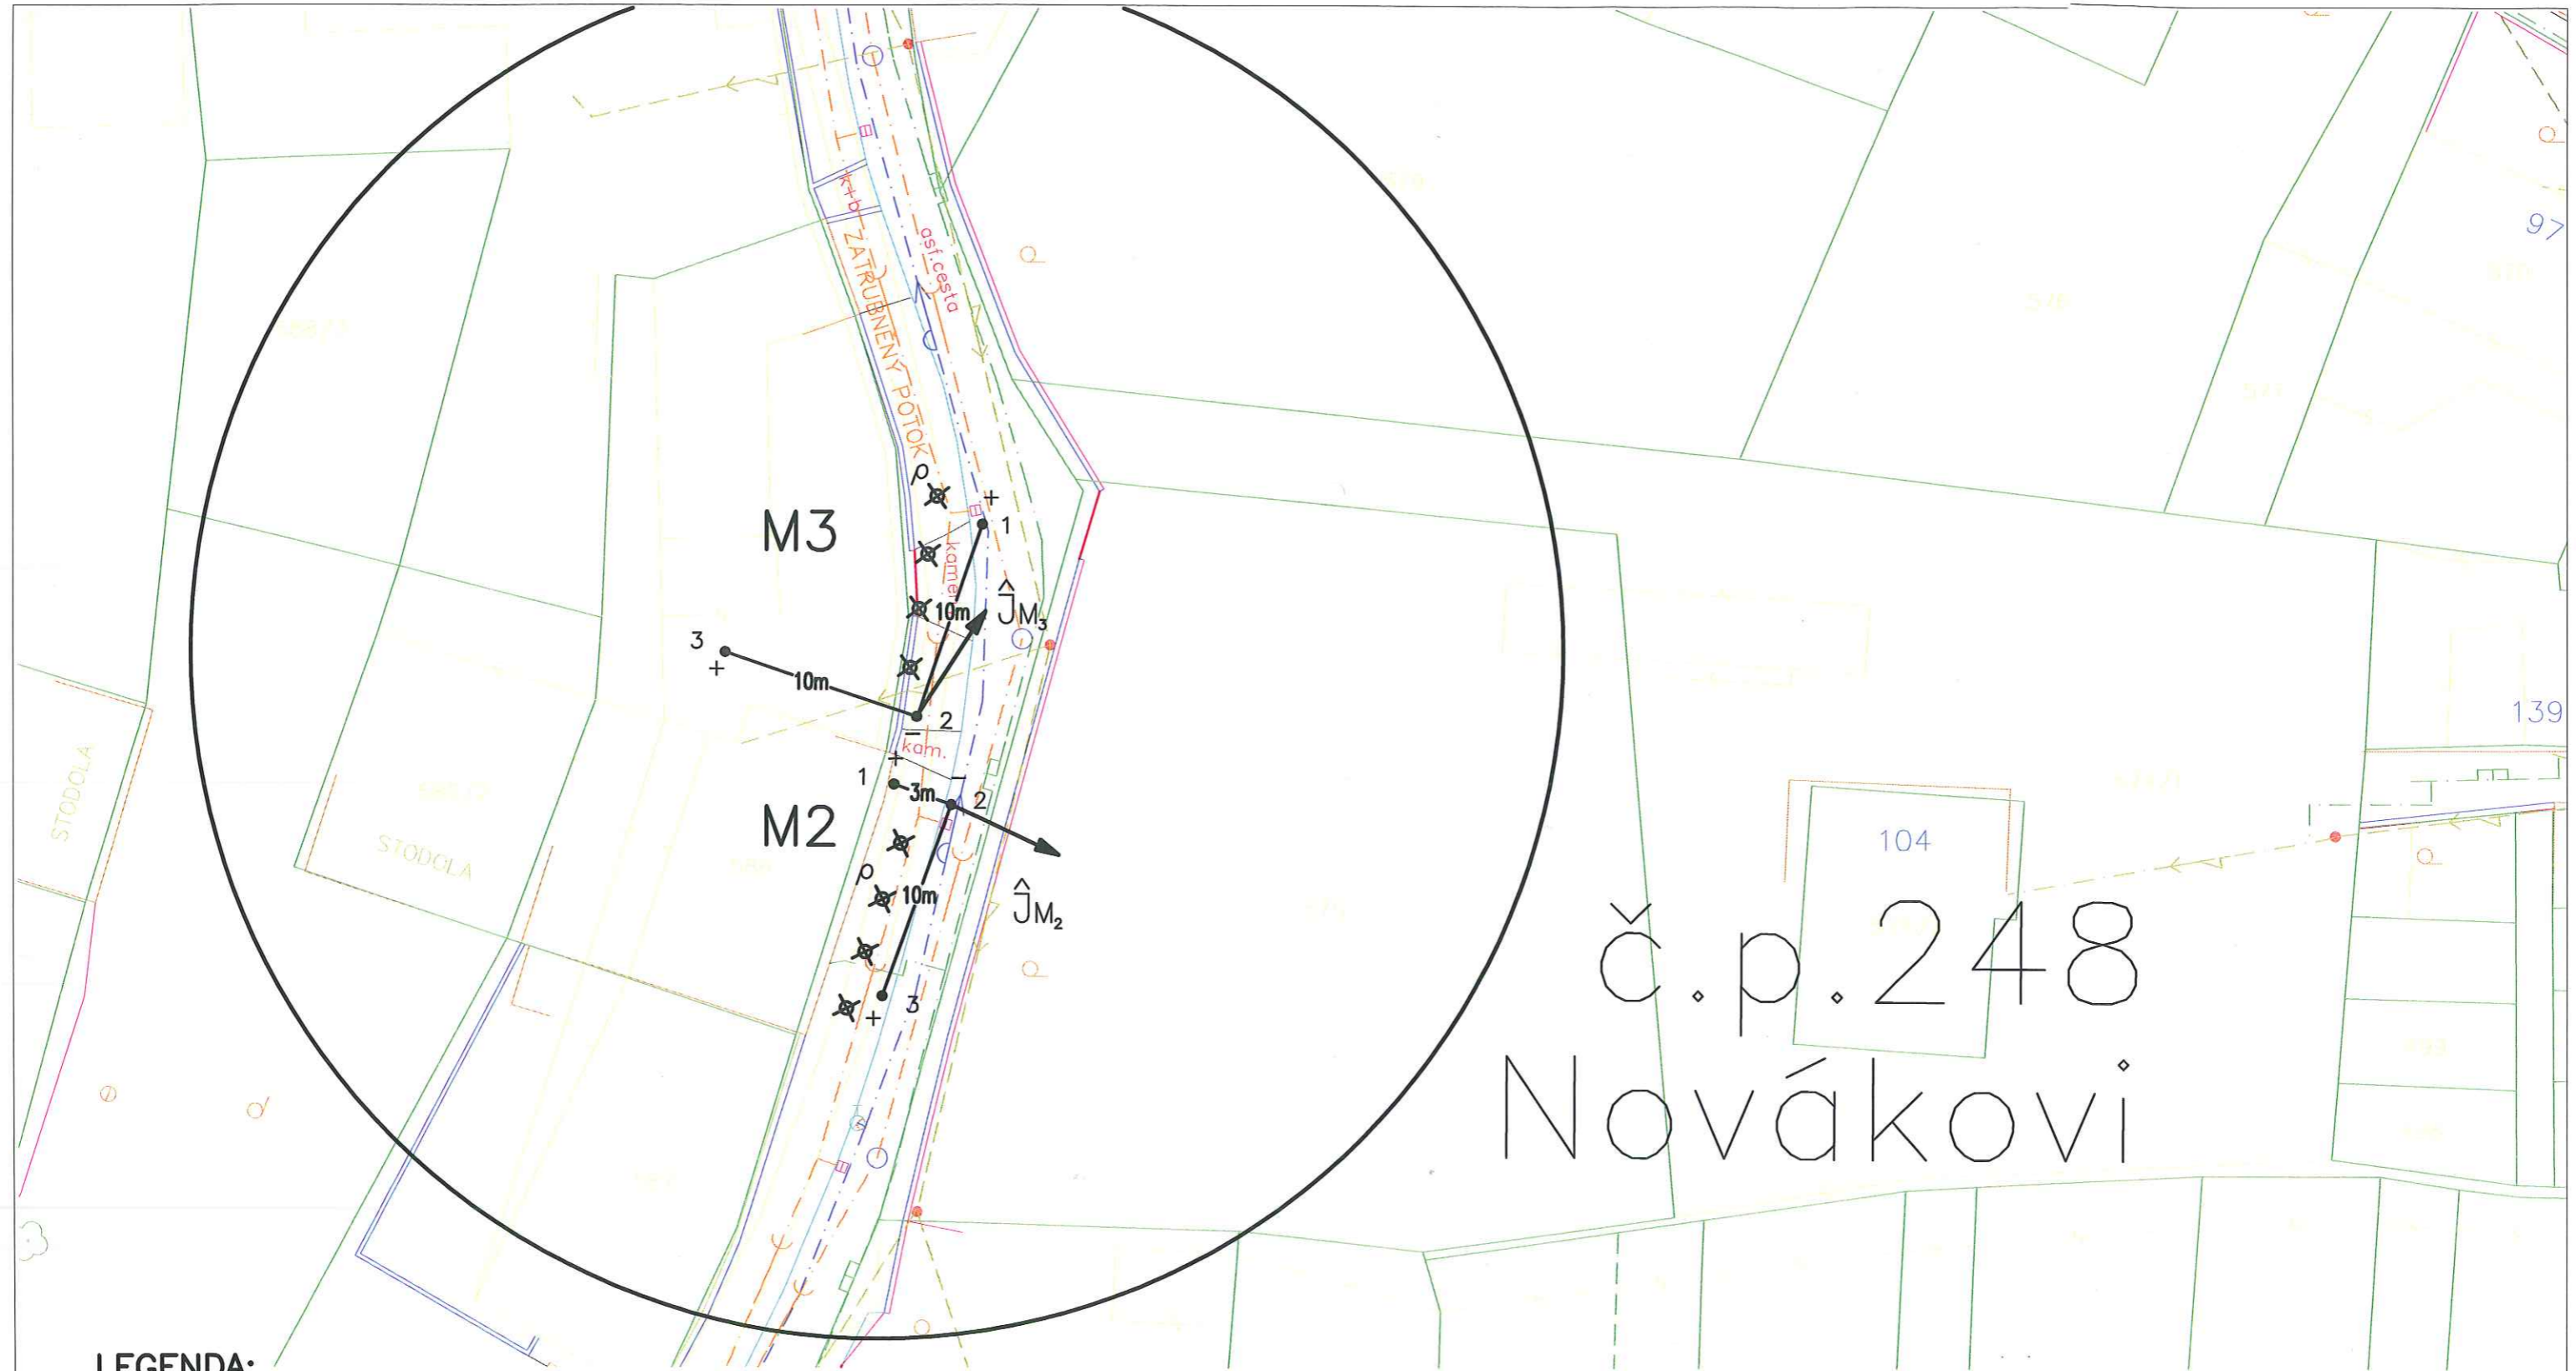 k+b
ZATRUBNĚNÝ POTOK
asf.cesta
97
ρ
+
1
M3
kamen
10m
ĴM₃
3
+
10m
2
−
kam.
139
+
−
1
3m
2
M2
104
STODOLA
STODOLA
ρ
10m
ĴM₂
3
+
č.p.248
Novákovi
LEGENDA: